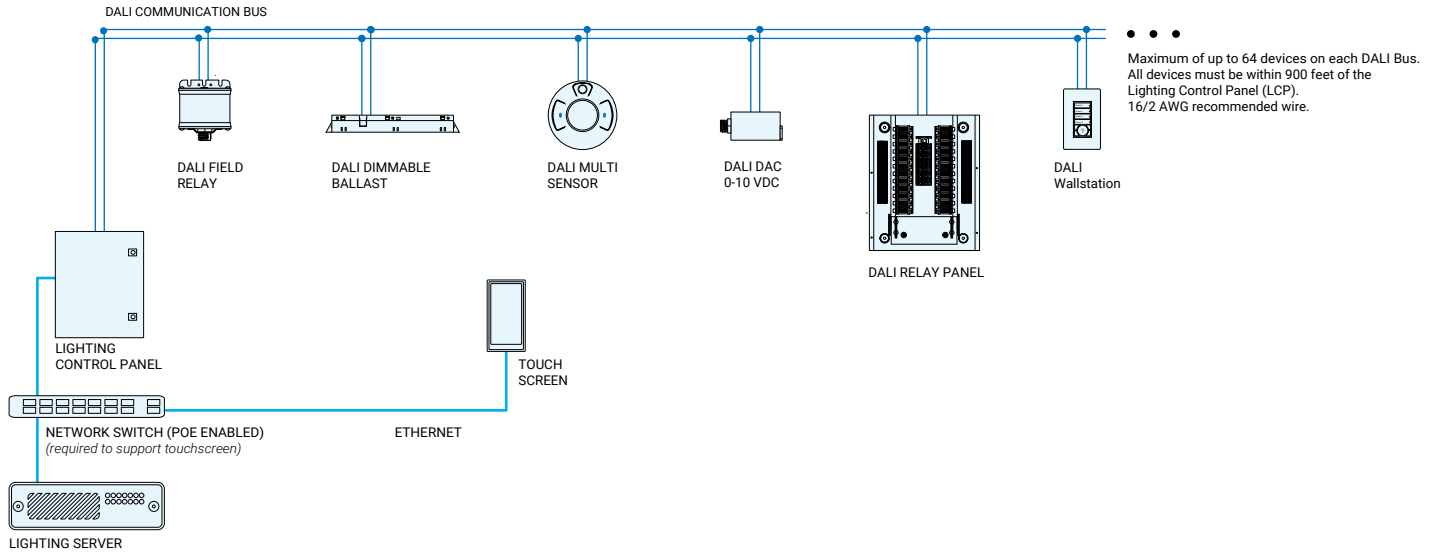 DALI COMMUNICATION BUS
Maximum of up to 64 devices on each DALI Bus.
All devices must be within 900 feet of the
Lighting Control Panel (LCP).
16/2 AWG recommended wire.
DALI FIELD
RELAY
DALI DIMMABLE
BALLAST
DALI MULTI
SENSOR
DALI DAC
0-10 VDC
DALI
Wallstation
DALI RELAY PANEL
LIGHTING
CONTROL PANEL
TOUCH
SCREEN
NETWORK SWITCH (POE ENABLED)
(required to support touchscreen)
ETHERNET
LIGHTING SERVER